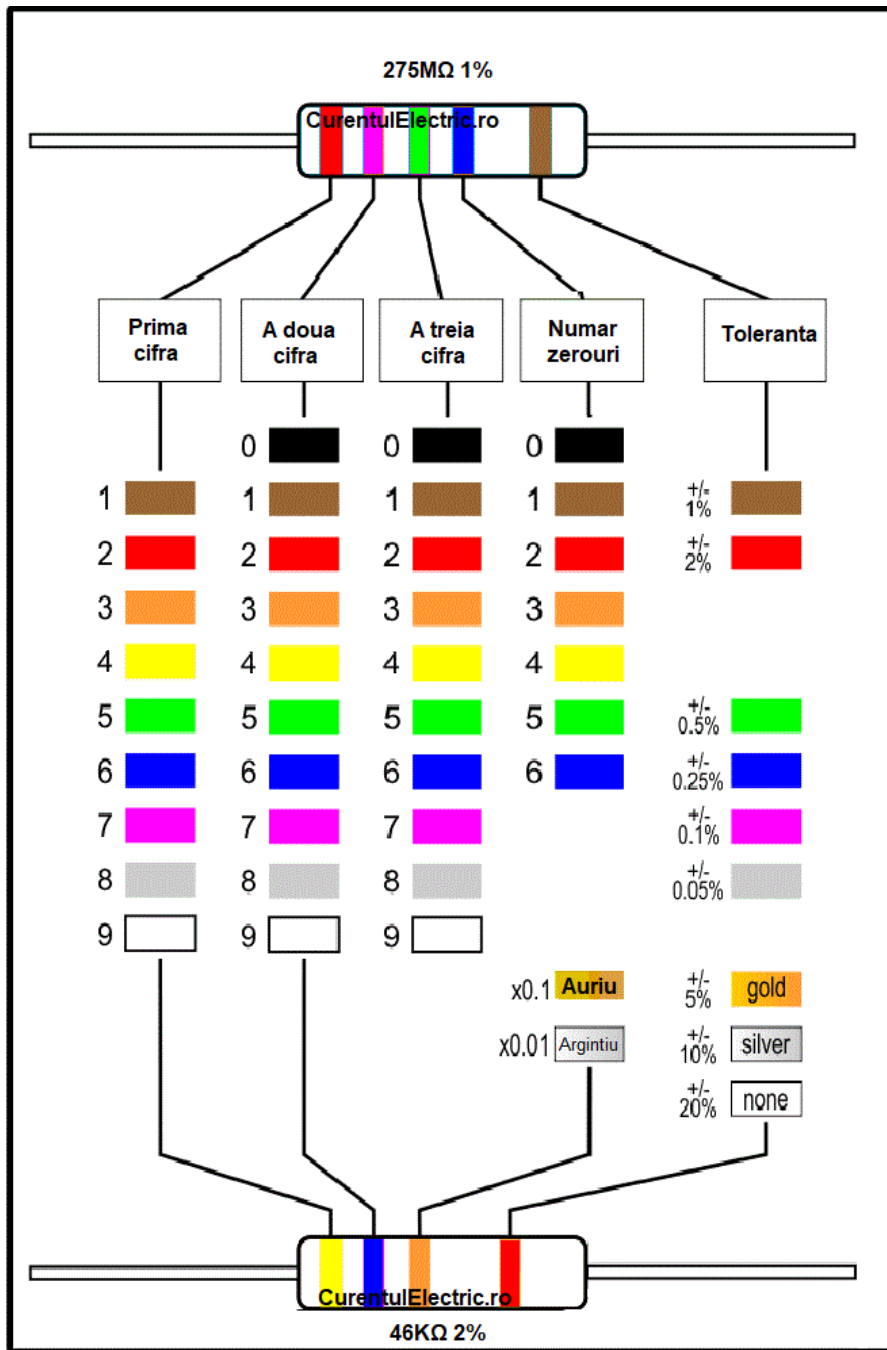 275MΩ 1%
CurentulElectric.ro
Prima cifra
A doua cifra
A treia cifra
Numar zerouri
Toleranta
0 0 0
1 1 1 1 +/- 1%
2 2 2 2 +/- 2%
3 3 3 3
4 4 4 4
5 5 5 5 +/- 0.5%
6 6 6 6 +/- 0.25%
7 7 7 +/- 0.1%
8 8 8 +/- 0.05%
9 9 9
x0.1 Auriu +/- 5% gold
x0.01 Argintiu +/- 10% silver
+/- 20% none
CurentulElectric.ro
46KΩ 2%